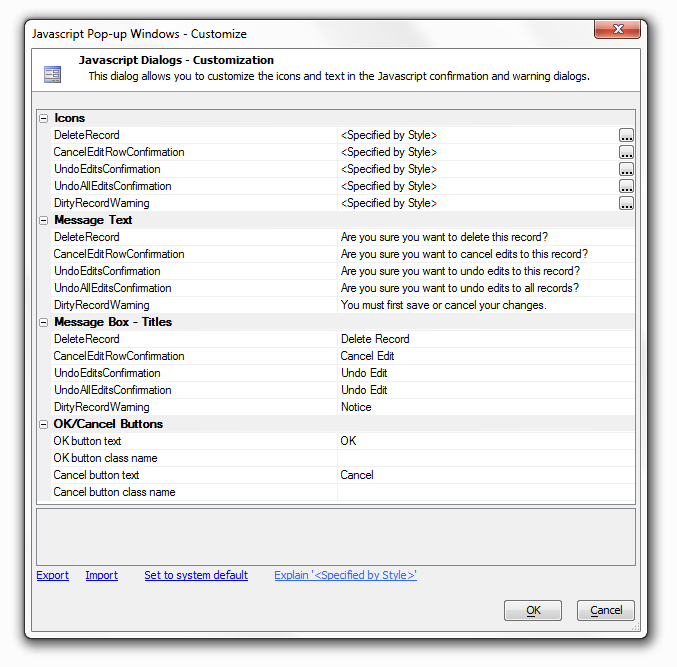 Javascript Pop-up Windows - Customize
Javascript Dialogs - Customization
This dialog allows you to customize the icons and text in the Javascript confirmation and warning dialogs.
Icons
DeleteRecord <Specified by Style> ...
CancelEditRowConfirmation <Specified by Style> ...
UndoEditsConfirmation <Specified by Style> ...
UndoAllEditsConfirmation <Specified by Style> ...
DirtyRecordWarning <Specified by Style> ...
Message Text
DeleteRecord Are you sure you want to delete this record?
CancelEditRowConfirmation Are you sure you want to cancel edits to this record?
UndoEditsConfirmation Are you sure you want to undo edits to this record?
UndoAllEditsConfirmation Are you sure you want to undo edits to all records?
DirtyRecordWarning You must first save or cancel your changes.
Message Box - Titles
DeleteRecord Delete Record
CancelEditRowConfirmation Cancel Edit
UndoEditsConfirmation Undo Edit
UndoAllEditsConfirmation Undo Edit
DirtyRecordWarning Notice
OK/Cancel Buttons
OK button text OK
OK button class name
Cancel button text Cancel
Cancel button class name
Export Import Set to system default Explain '<Specified by Style>'
OK Cancel